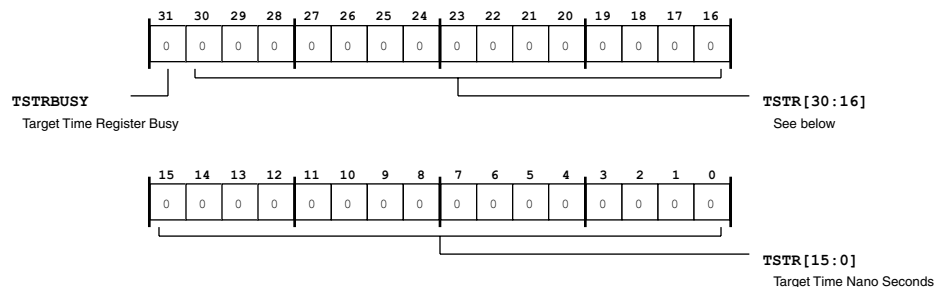 31 30 29 28 27 26 25 24 23 22 21 20 19 18 17 16
0 0 0 0 0 0 0 0 0 0 0 0 0 0 0 0
TSTRBUSY
Target Time Register Busy
TSTR[30:16]
See below
15 14 13 12 11 10 9 8 7 6 5 4 3 2 1 0
0 0 0 0 0 0 0 0 0 0 0 0 0 0 0 0
TSTR[15:0]
Target Time Nano Seconds